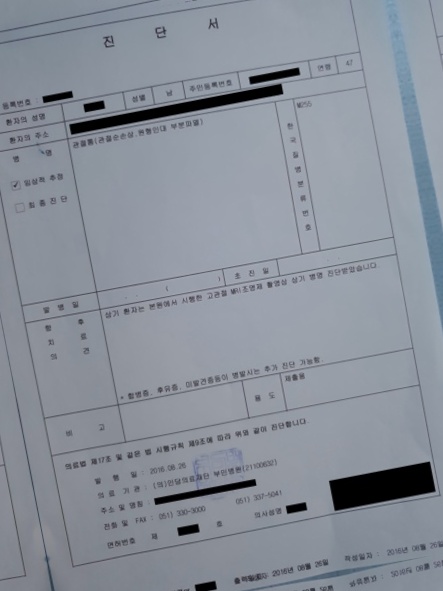 진 단 서
등록번호
환자의 성명 성별 남 주민등록번호 연령 47
환자의 주소
병 명 관절통(관절순손상,원형인대 부분파열)
한국질병분류번호
✓ 임상적 추정
최 종 진 단
발 병 일 ( ) 초 진 일
향 후 치 료 의 견
상기 환자는 본원에서 시행한 고관절 MRI조영제 촬영상 상기 병명 진단받았습니다.
* 합병증, 후유증, 미발견증등이 병발시는 추가 진단 가능함.
비 고 용 도 제출용
의료법 제17조 및 같은 법 시행규칙 제9조에 따라 위와 같이 진단합니다.
발 행 일 : 2016.08.26
의 료 기 관 : (의)인당의료재단 부민병원(21100632)
주소 및 명칭 :
전화 및 FAX : 051) 330-3000 051) 337-5041
면허번호 제 호 의사성명
2016년 08월 26일 작성일자 : 2016년 08월 26일